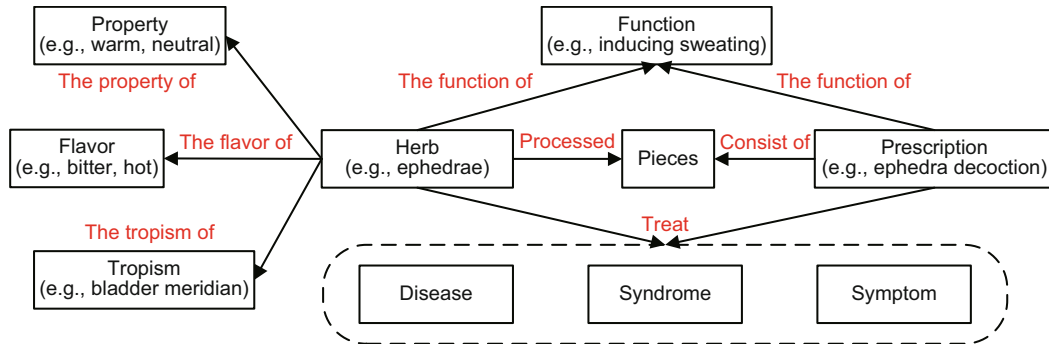 Property
(e.g., warm, neutral)
Function
(e.g., inducing sweating)
The property of
The function of
The function of
Flavor
(e.g., bitter, hot)
The flavor of
Herb
(e.g., ephedrae)
Processed
Pieces
Consist of
Prescription
(e.g., ephedra decoction)
The tropism of
Treat
Tropism
(e.g., bladder meridian)
Disease
Syndrome
Symptom